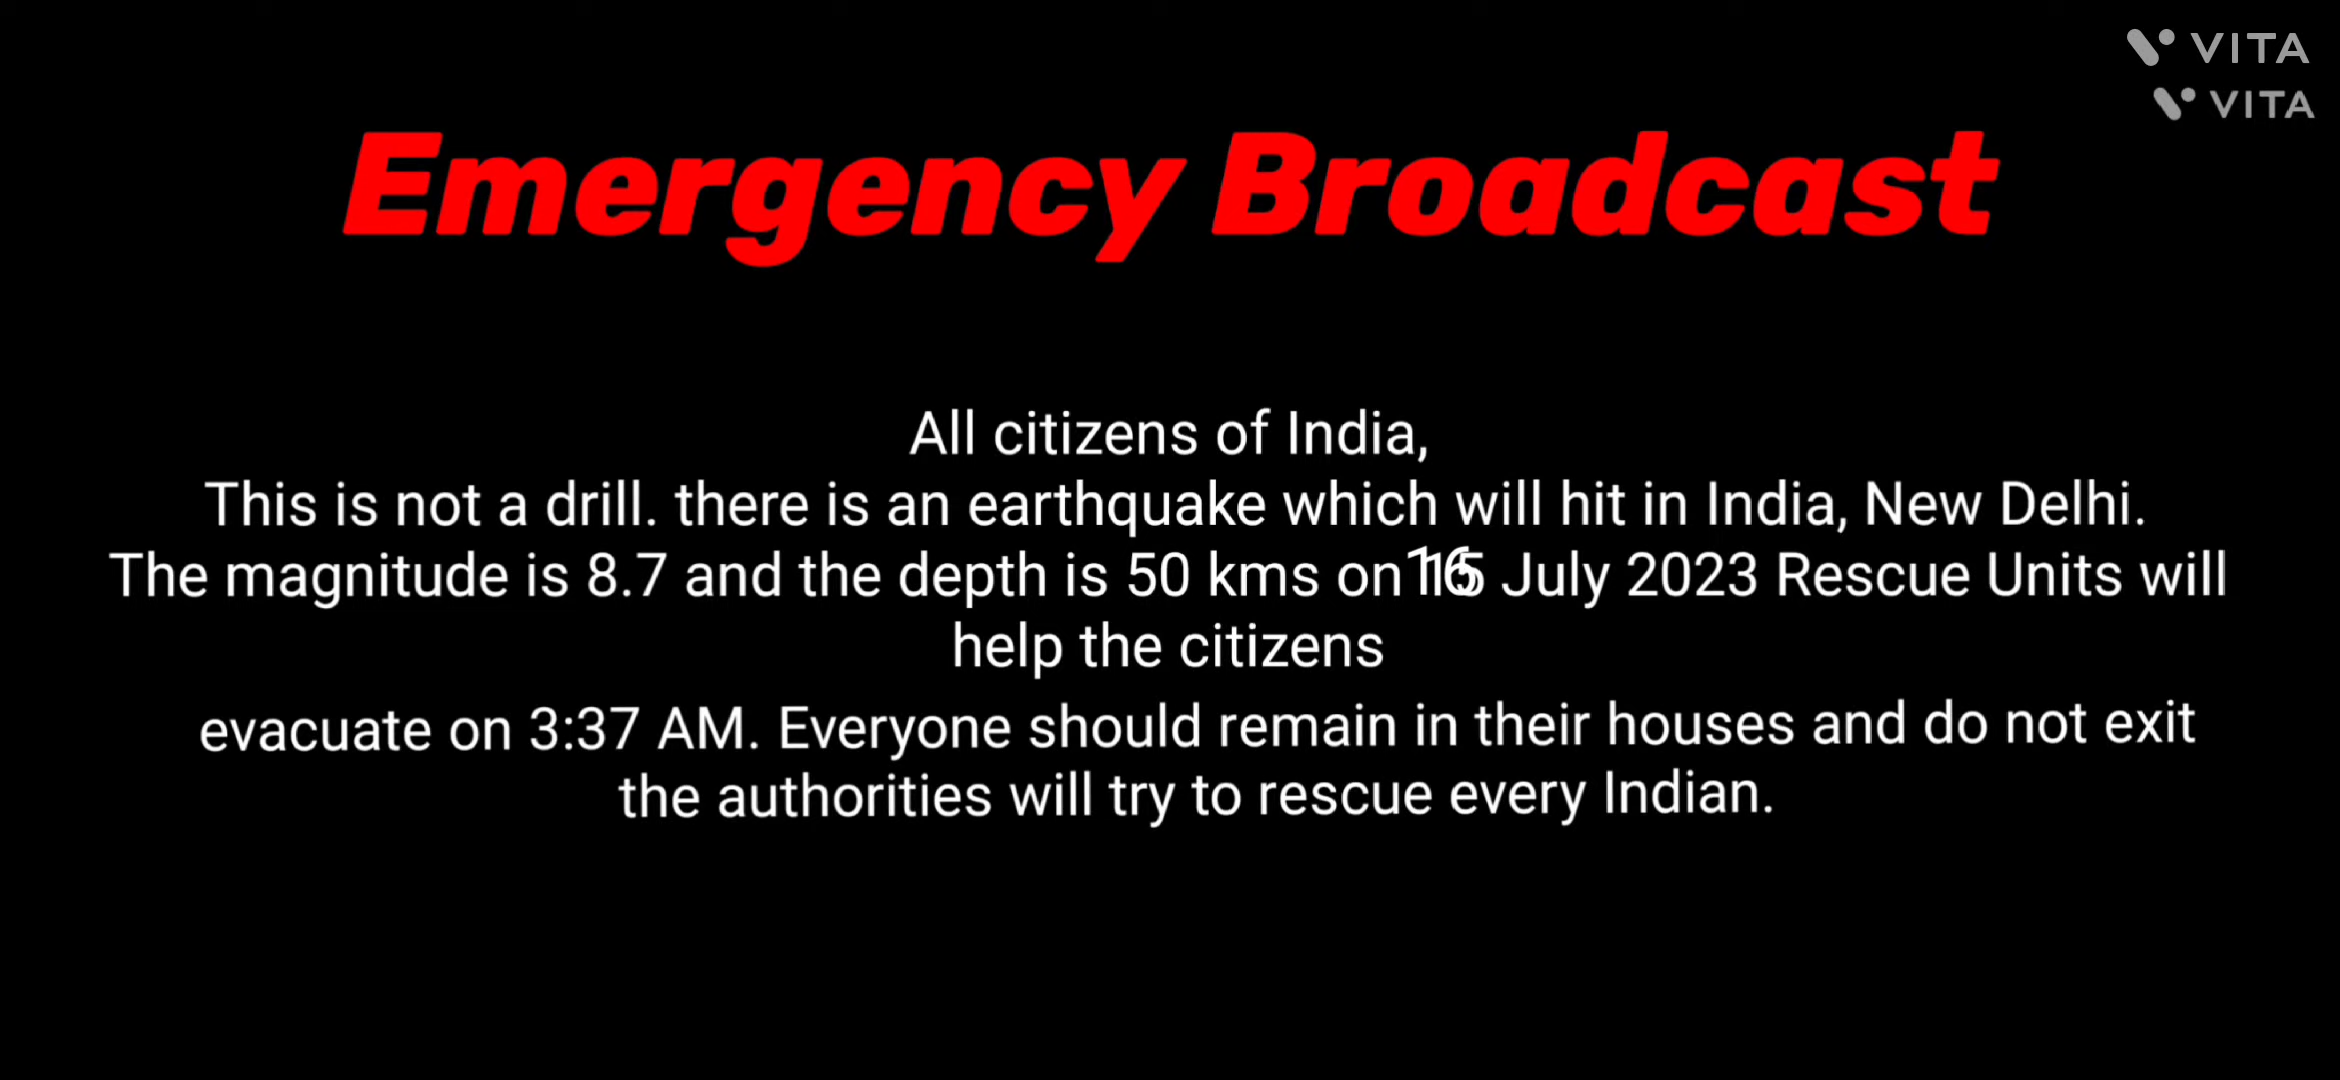 VITA
VITA
Emergency Broadcast
All citizens of India,
This is not a drill. there is an earthquake which will hit in India, New Delhi.
The magnitude is 8.7 and the depth is 50 kms on July 2023 Rescue Units will
help the citizens
evacuate on 3:37 AM. Everyone should remain in their houses and do not exit
the authorities will try to rescue every Indian.